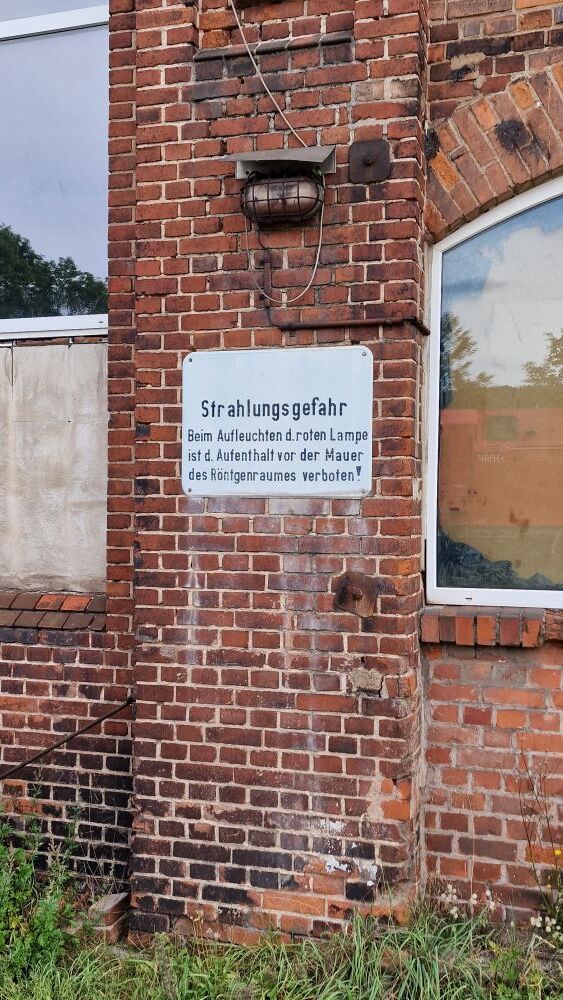 Strahlungsgefahr
Beim Aufleuchten d. roten Lampe
ist d. Aufenthalt vor der Mauer
des Röntgenraumes verboten!